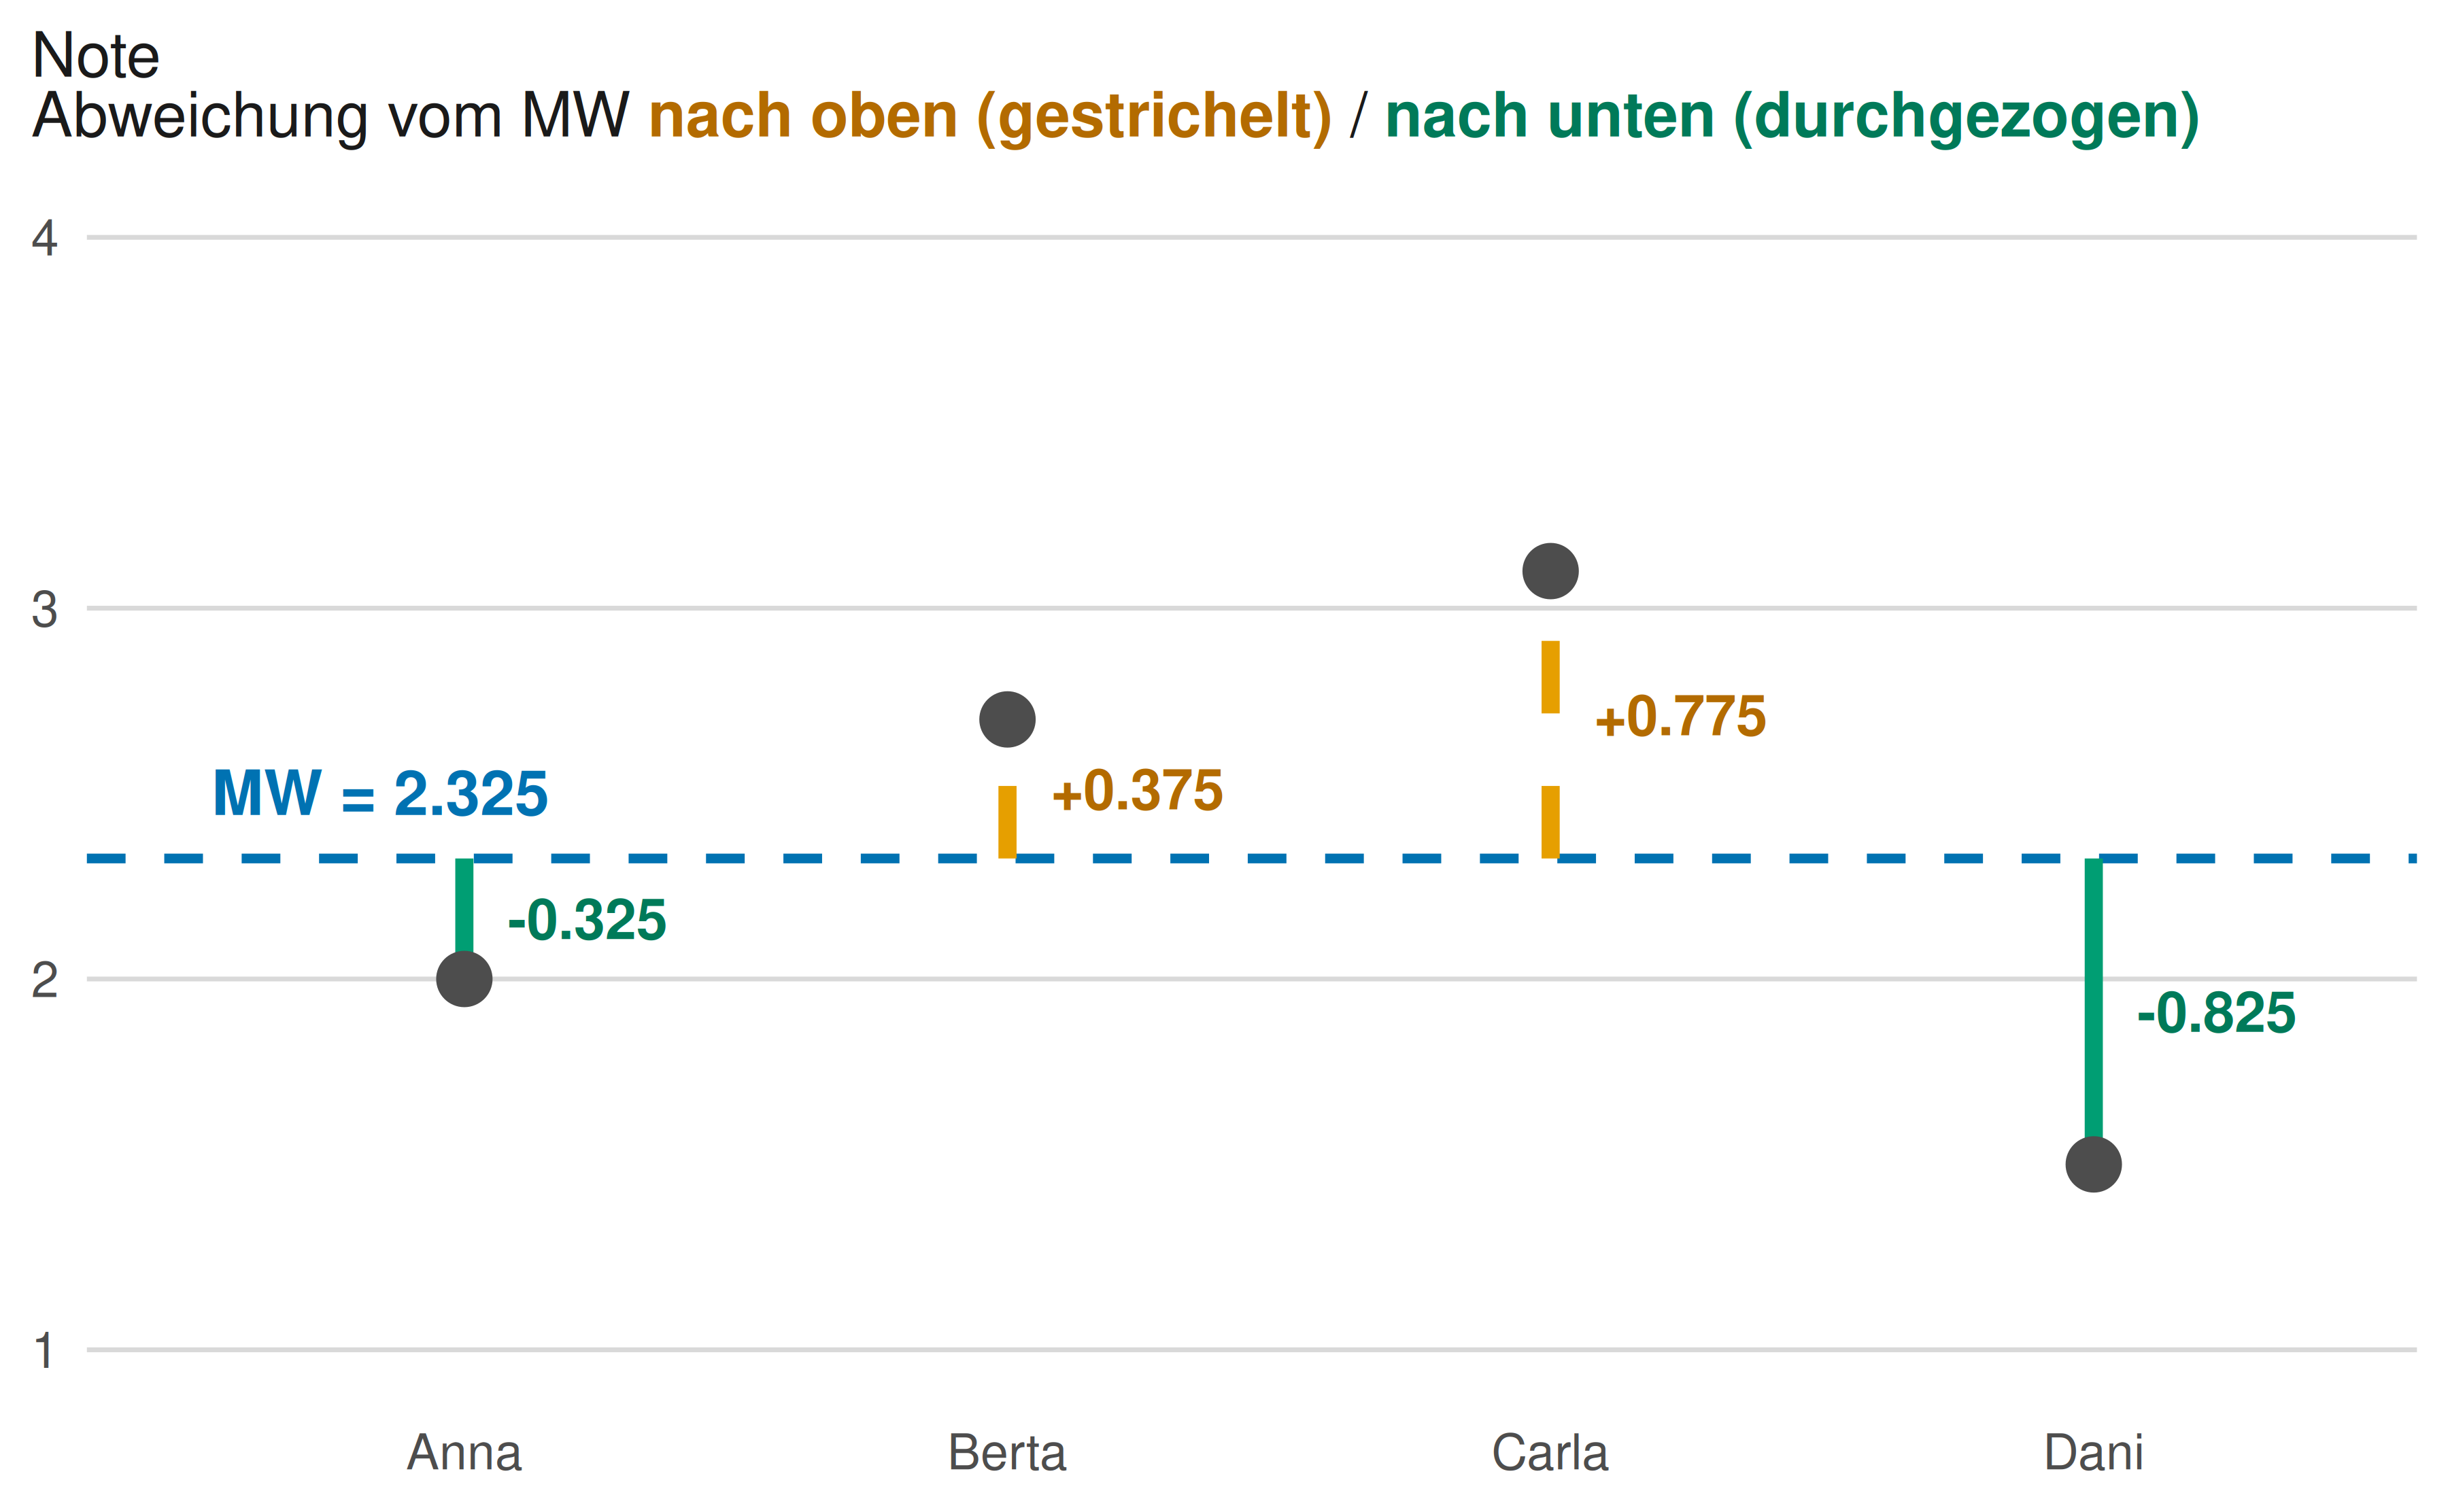 Note
Abweichung vom MW nach oben (gestrichelt) / nach unten (durchgezogen)
4
3
+0.775
MW = 2.325
+0.375
-0.325
2
-0.825
1
Anna Berta Carla Dani